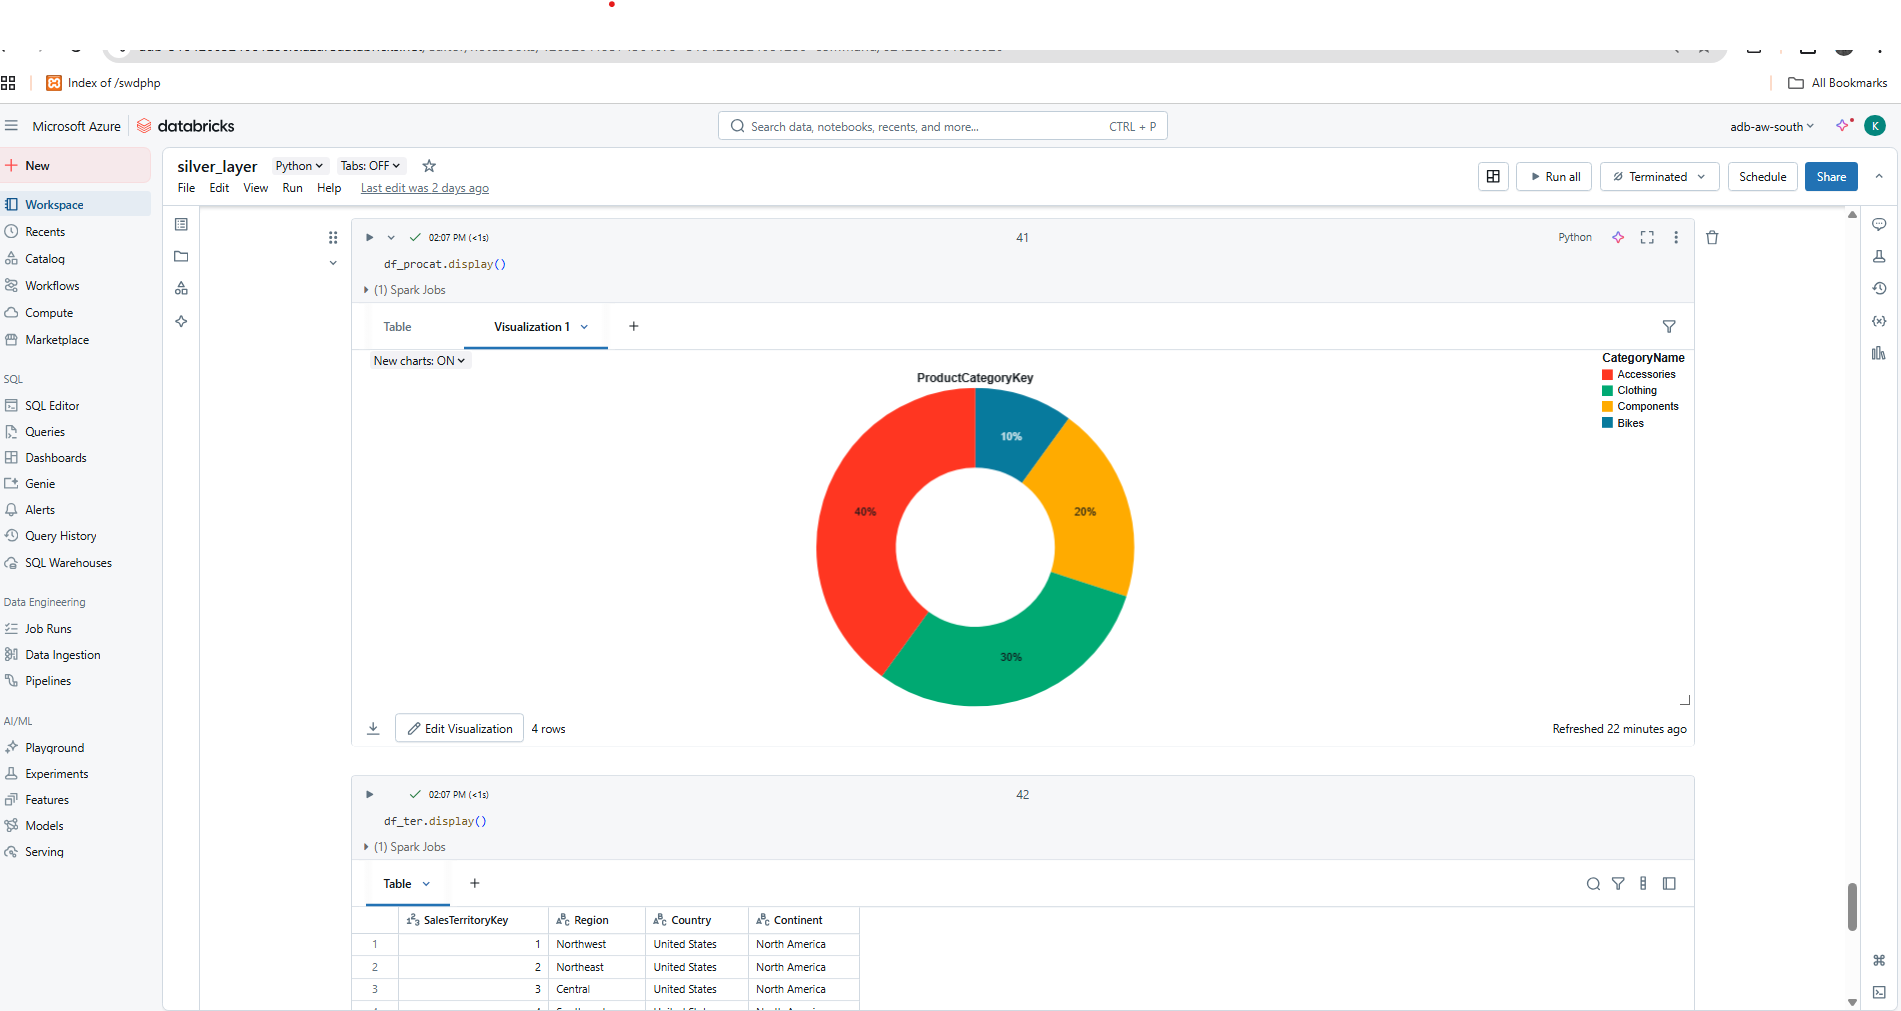 Index of /swdphp
All Bookmarks
Microsoft Azure
databricks
Search data, notebooks, recents, and more...
CTRL + P
adb-aw-south
K
New
Workspace
Recents
Catalog
Workflows
Compute
Marketplace
SQL
SQL Editor
Queries
Dashboards
Genie
Alerts
Query History
SQL Warehouses
Data Engineering
Job Runs
Data Ingestion
Pipelines
AI/ML
Playground
Experiments
Features
Models
Serving
silver_layer
Python
Tabs: OFF
File Edit View Run Help
Last edit was 2 days ago
Run all
Terminated
Schedule
Share
02:07 PM (<1s)
41
Python
df_procat.display()
(1) Spark Jobs
Table
Visualization 1
+
New charts: ON
ProductCategoryKey
CategoryName
Accessories
Clothing
Components
Bikes
10%
20%
40%
30%
Edit Visualization
4 rows
Refreshed 22 minutes ago
02:07 PM (<1s)
42
df_ter.display()
(1) Spark Jobs
Table
+
SalesTerritoryKey Region Country Continent
1 1 Northwest United States North America
2 2 Northeast United States North America
3 3 Central United States North America